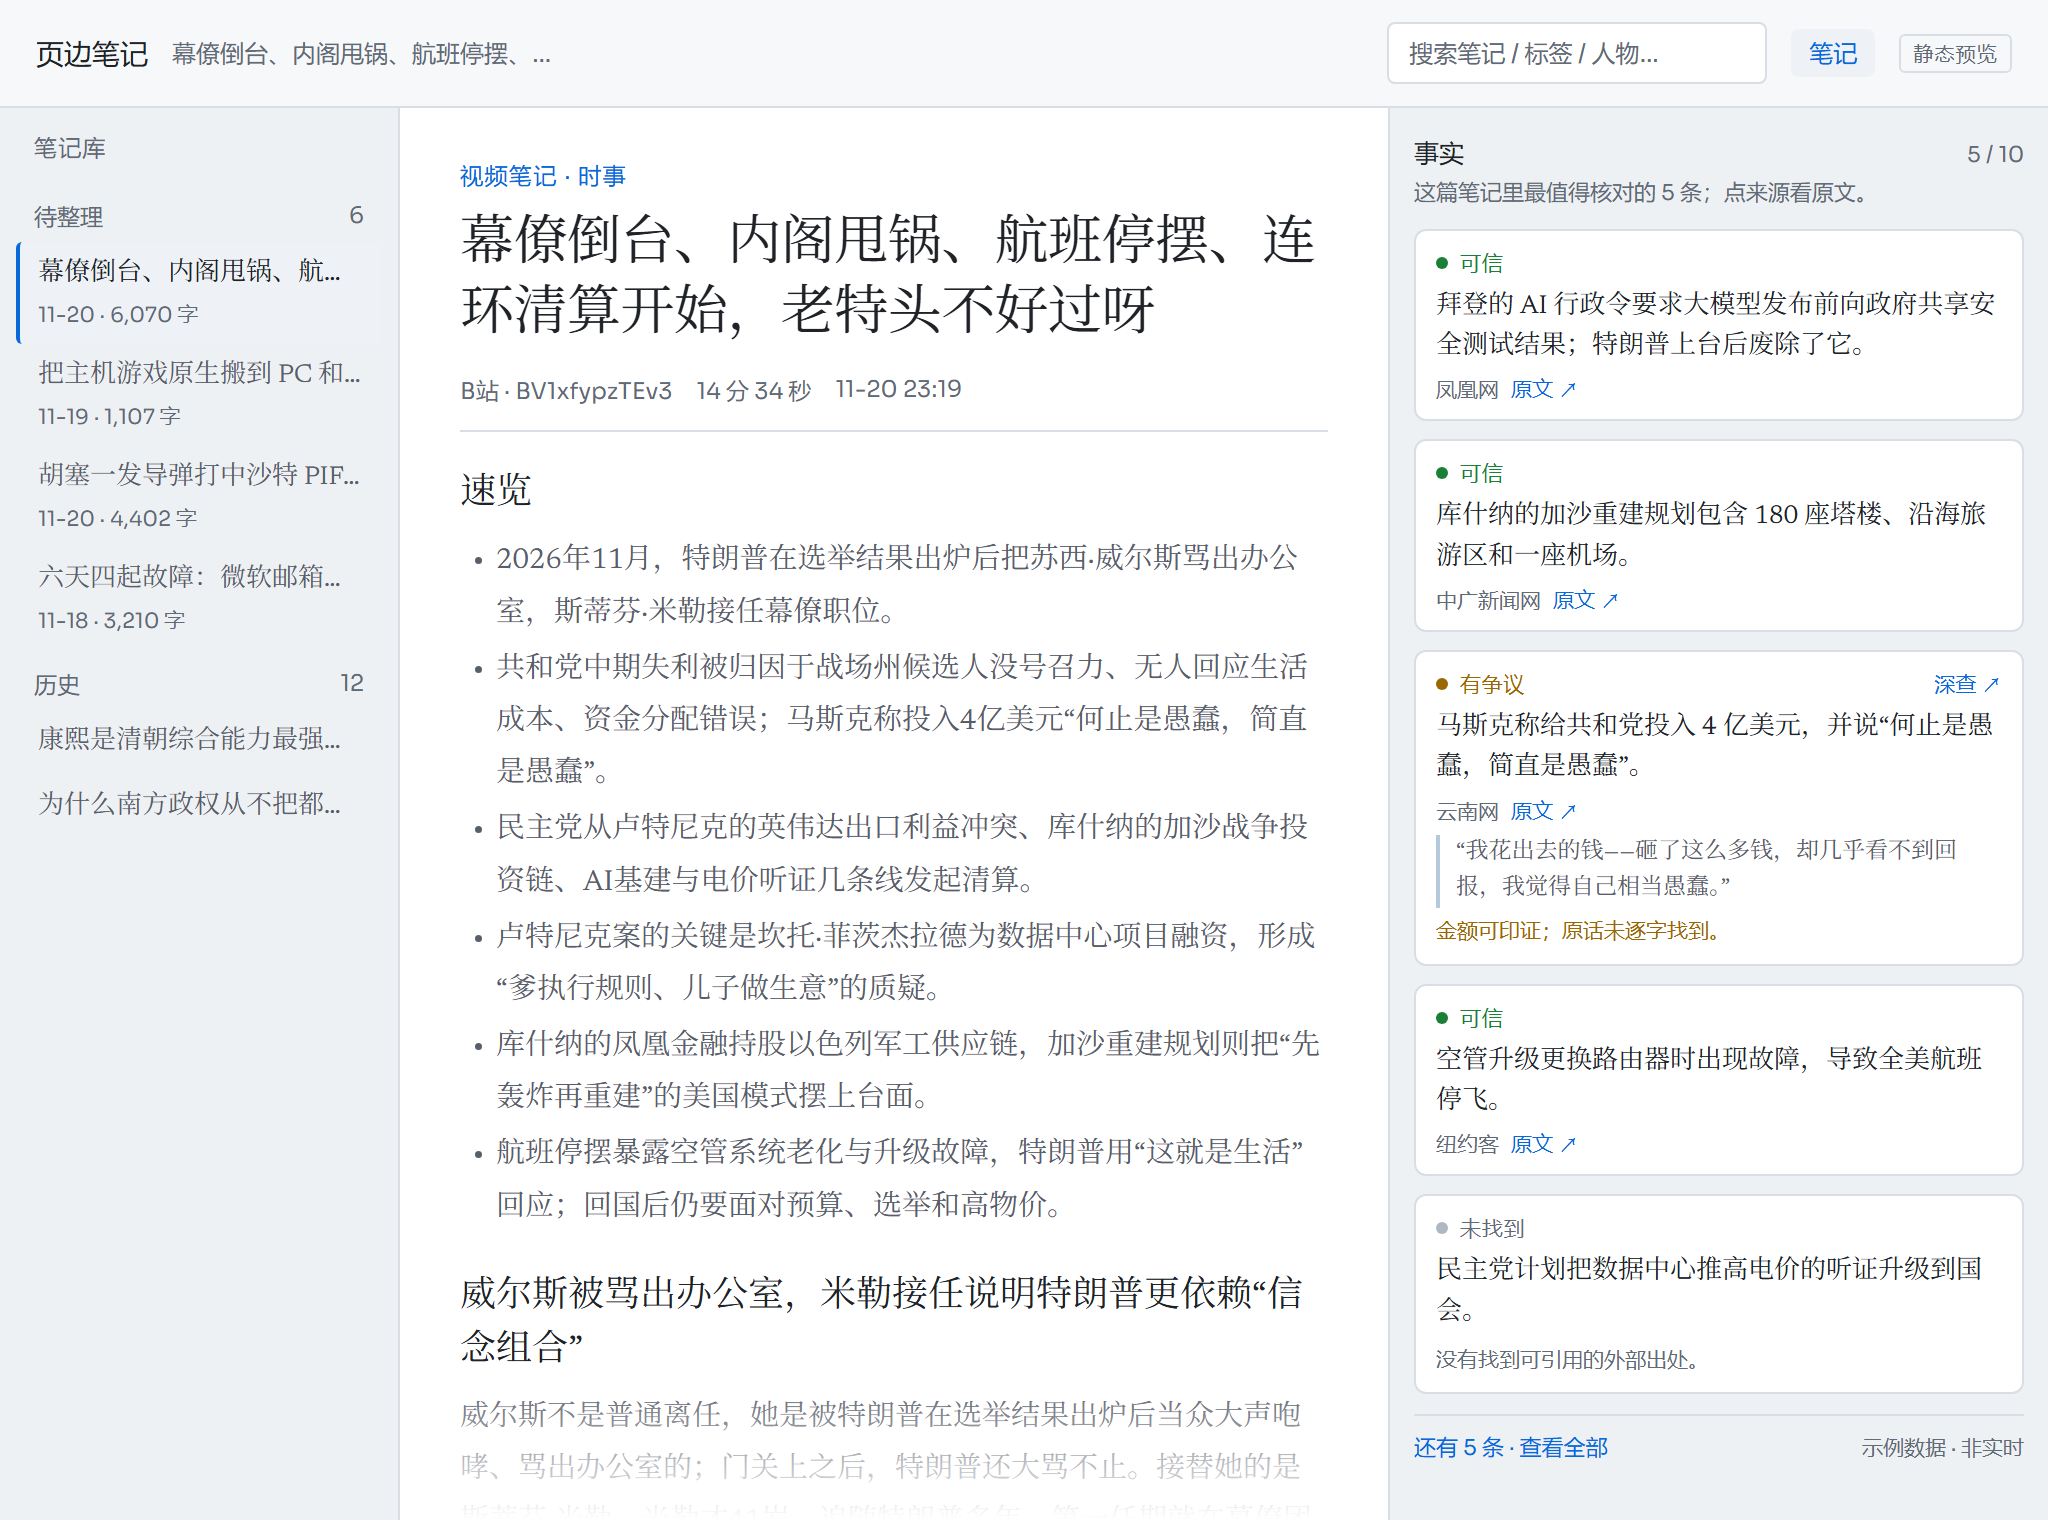 页边笔记
幕僚倒台、内阁甩锅、航班停摆、...
搜索笔记 / 标签 / 人物...
笔记
静态预览
笔记库
待整理 6
幕僚倒台、内阁甩锅、航...
11-20 · 6,070 字
把主机游戏原生搬到 PC 和...
11-19 · 1,107 字
胡塞一发导弹打中沙特 PIF...
11-20 · 4,402 字
六天四起故障：微软邮箱...
11-18 · 3,210 字
历史 12
康熙是清朝综合能力最强...
为什么南方政权从不把都...
视频笔记 · 时事
幕僚倒台、内阁甩锅、航班停摆、连
环清算开始，老特头不好过呀
B站 · BV1xfypzTEv3 14 分 34 秒 11-20 23:19
速览
• 2026年11月，特朗普在选举结果出炉后把苏西·威尔斯骂出办公
室，斯蒂芬·米勒接任幕僚职位。
• 共和党中期失利被归因于战场州候选人没号召力、无人回应生活
成本、资金分配错误；马斯克称投入4亿美元“何止是愚蠢，简直
是愚蠢”。
• 民主党从卢特尼克的英伟达出口利益冲突、库什纳的加沙战争投
资链、AI基建与电价听证几条线发起清算。
• 卢特尼克案的关键是坎托·菲茨杰拉德为数据中心项目融资，形成
“爹执行规则、儿子做生意”的质疑。
• 库什纳的凤凰金融持股以色列军工供应链，加沙重建规划则把“先
轰炸再重建”的美国模式摆上台面。
• 航班停摆暴露空管系统老化与升级故障，特朗普用“这就是生活”
回应；回国后仍要面对预算、选举和高物价。
威尔斯被骂出办公室，米勒接任说明特朗普更依赖“信
念组合”
威尔斯不是普通离任，她是被特朗普在选举结果出炉后当众大声咆
哮、骂出办公室的；门关上之后，特朗普还大骂不止。接替她的是
斯蒂芬·米勒。米勒才41岁，追随特朗普多年，第一任期就在幕僚团
事实 5 / 10
这篇笔记里最值得核对的 5 条；点来源看原文。
可信
拜登的 AI 行政令要求大模型发布前向政府共享安
全测试结果；特朗普上台后废除了它。
凤凰网 原文 ↗
可信
库什纳的加沙重建规划包含 180 座塔楼、沿海旅
游区和一座机场。
中广新闻网 原文 ↗
有争议 深查 ↗
马斯克称给共和党投入 4 亿美元，并说“何止是愚
蠢，简直是愚蠢”。
云南网 原文 ↗
“我花出去的钱——砸了这么多钱，却几乎看不到回
报，我觉得自己相当愚蠢。”
金额可印证；原话未逐字找到。
可信
空管升级更换路由器时出现故障，导致全美航班
停飞。
纽约客 原文 ↗
未找到
民主党计划把数据中心推高电价的听证升级到国
会。
没有找到可引用的外部出处。
还有 5 条 · 查看全部
示例数据 · 非实时